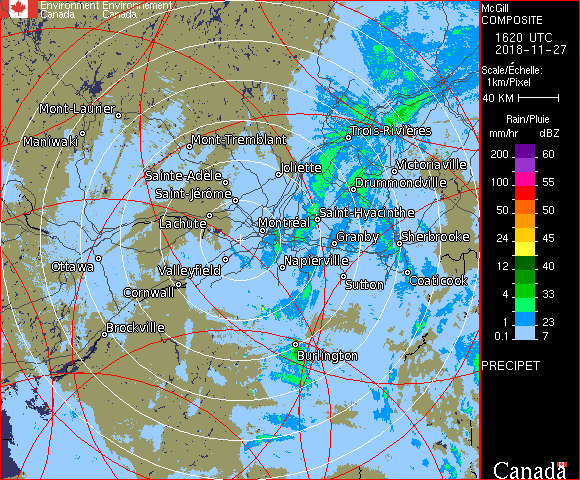 Environment Environnement
Canada Canada
McGill
COMPOSITE
1620 UTC
2018-11-27
Scale/Échelle:
1km/Pixel
40 KM
Rain/Pluie
mm/hr dBZ
200 60
100 55
50 50
24 45
12 40
4 33
1 23
0.1 7
PRECIPET
Canada
Mont-Laurier
Maniwaki
Mont-Tremblant
Trois-Rivières
Sainte-Adèle
Joliette
Victoriaville
Saint-Jérôme
Drummondville
Lachute
Montréal
Saint-Hyacinthe
Granby
Sherbrooke
Ottawa
Valleyfield
Napierville
Cornwall
Sutton
Coaticook
Brockville
Burlington